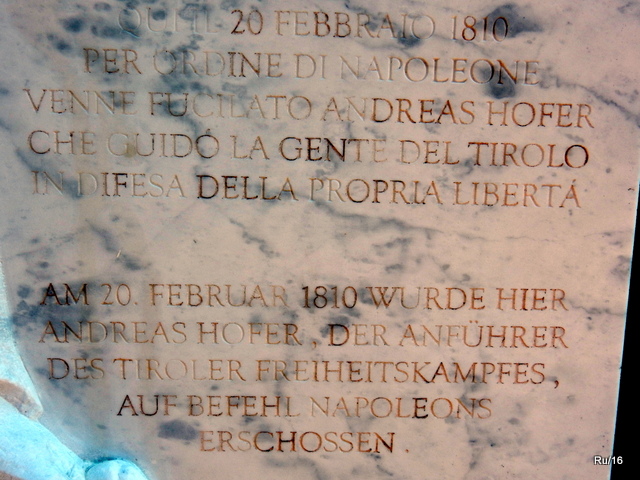 QUI IL 20 FEBBRAIO 1810
PER ORDINE DI NAPOLEONE
VENNE FUCILATO ANDREAS HOFER
CHE GUIDÓ LA GENTE DEL TIROLO
IN DIFESA DELLA PROPRIA LIBERTÁ
AM 20. FEBRUAR 1810 WURDE HIER
ANDREAS HOFER, DER ANFÜHRER
DES TIROLER FREIHEITSKAMPFES,
AUF BEFEHL NAPOLEONS
ERSCHOSSEN.
Ru/16